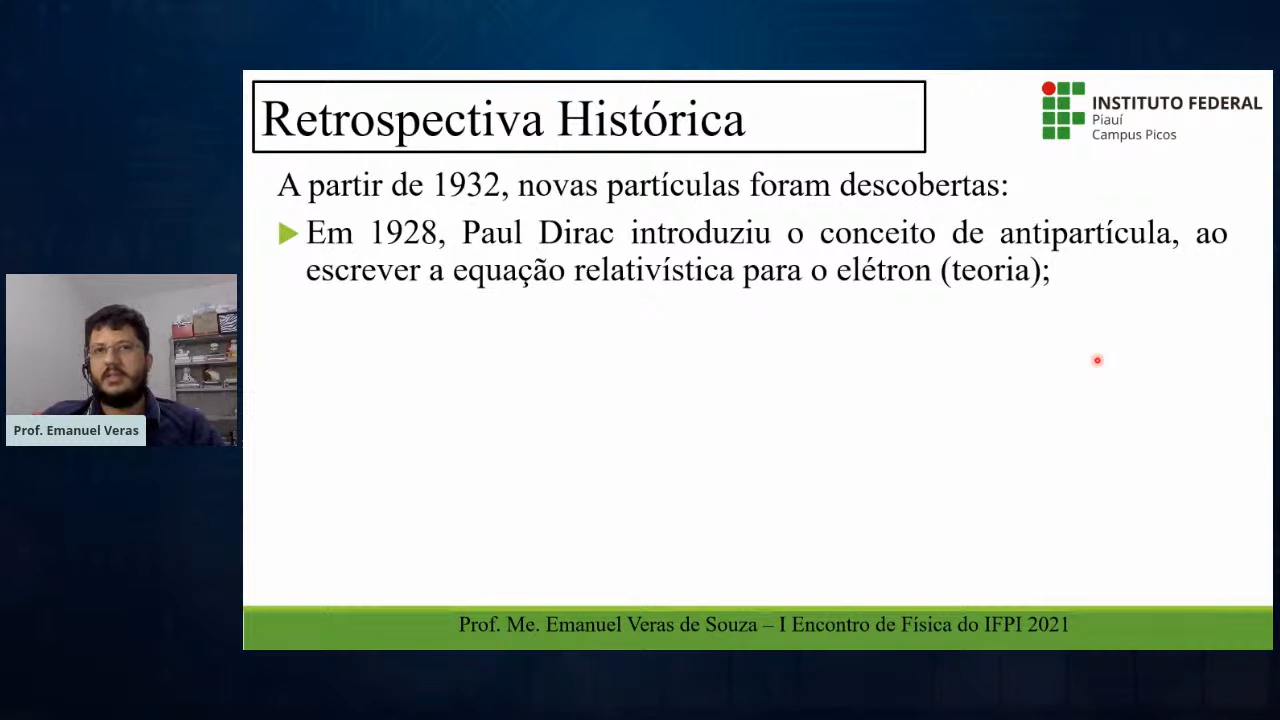 Retrospectiva Histórica
INSTITUTO FEDERAL
Piauí
Campus Picos
A partir de 1932, novas partículas foram descobertas:
Em 1928, Paul Dirac introduziu o conceito de antipartícula, ao
escrever a equação relativística para o elétron (teoria);
Prof. Emanuel Veras
Prof. Me. Emanuel Veras de Souza – I Encontro de Física do IFPI 2021